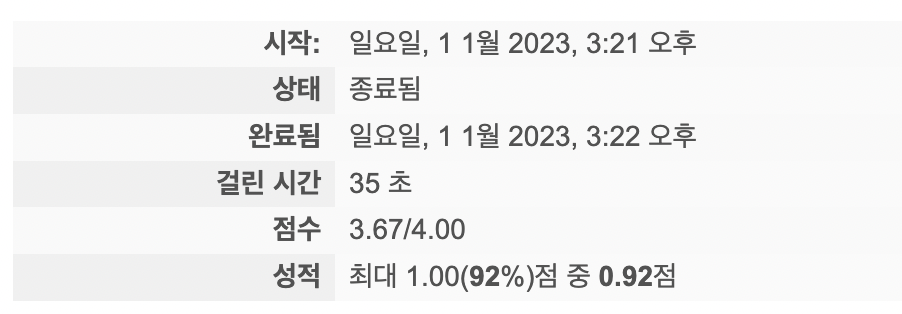 시작: 일요일, 1 1월 2023, 3:21 오후
상태 종료됨
완료됨 일요일, 1 1월 2023, 3:22 오후
걸린 시간 35 초
점수 3.67/4.00
성적 최대 1.00(92%)점 중 0.92점